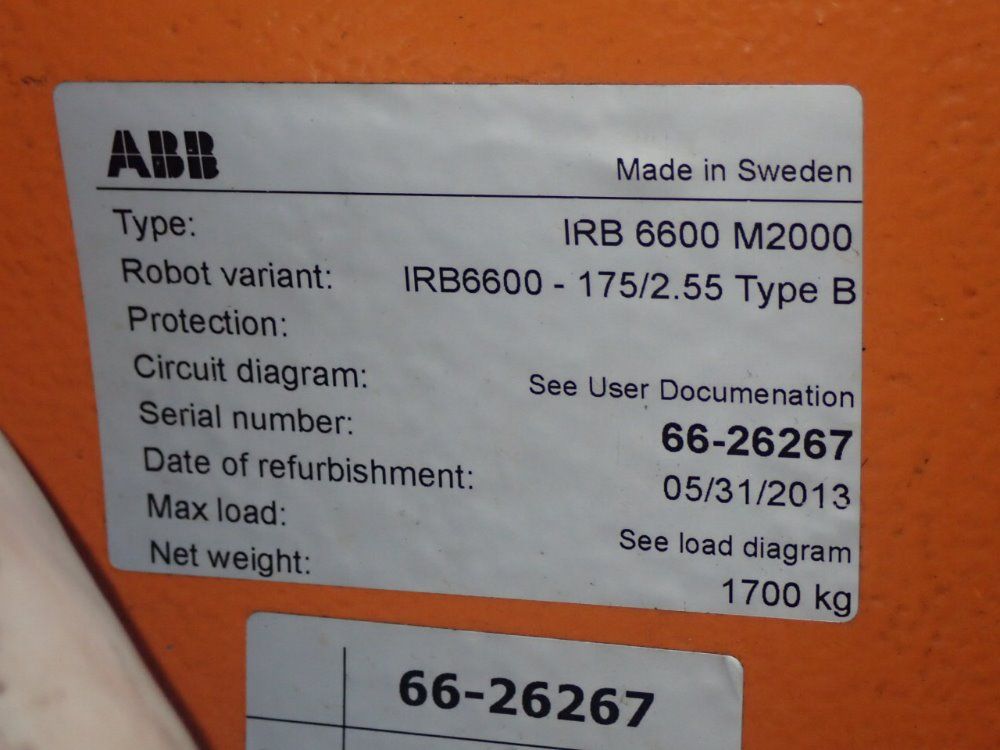 ABB
Made in Sweden
Type: IRB 6600 M2000
Robot variant: IRB6600 - 175/2.55 Type B
Protection:
Circuit diagram: See User Documenation
Serial number: 66-26267
Date of refurbishment: 05/31/2013
Max load: See load diagram
Net weight: 1700 kg
66-26267